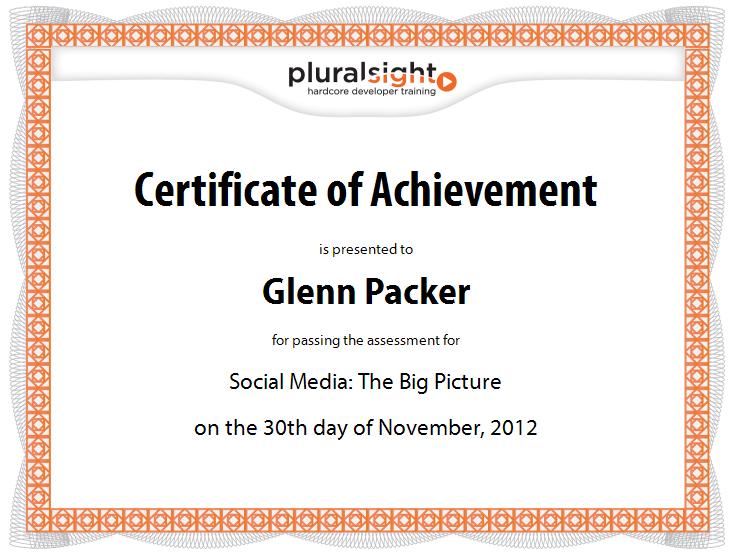 pluralsight
hardcore developer training
Certificate of Achievement
is presented to
Glenn Packer
for passing the assessment for
Social Media: The Big Picture
on the 30th day of November, 2012